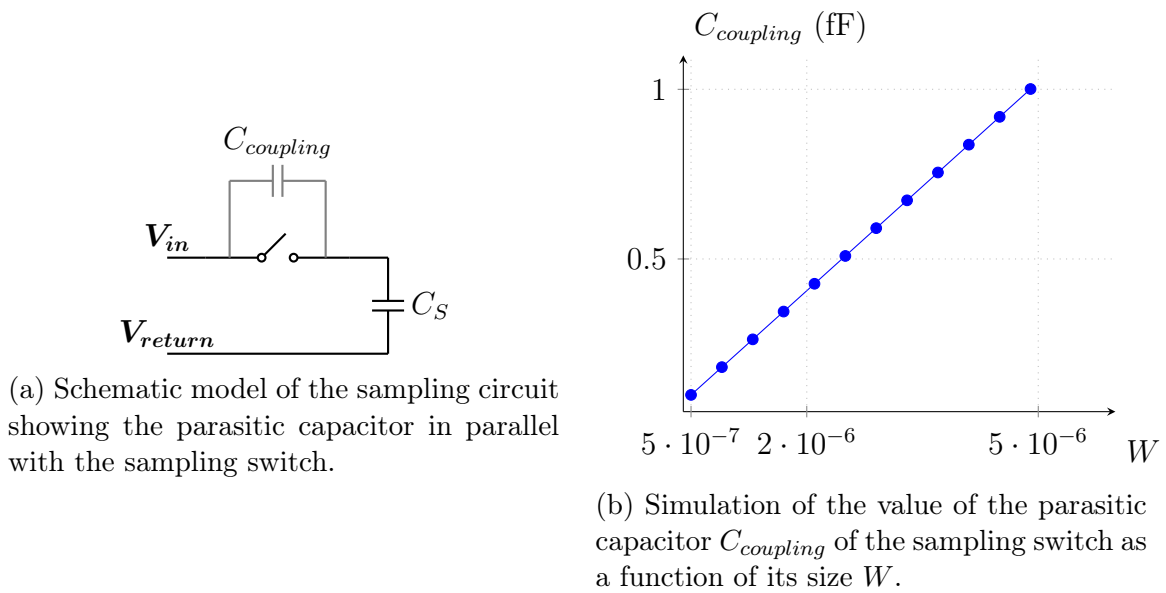 C_coupling
V_in
C_S
V_return
(a) Schematic model of the sampling circuit
showing the parasitic capacitor in parallel
with the sampling switch.
C_coupling (fF)
1
0.5
5 · 10⁻⁷ 2 · 10⁻⁶ 5 · 10⁻⁶
W
(b) Simulation of the value of the parasitic
capacitor C_coupling of the sampling switch as
a function of its size W.